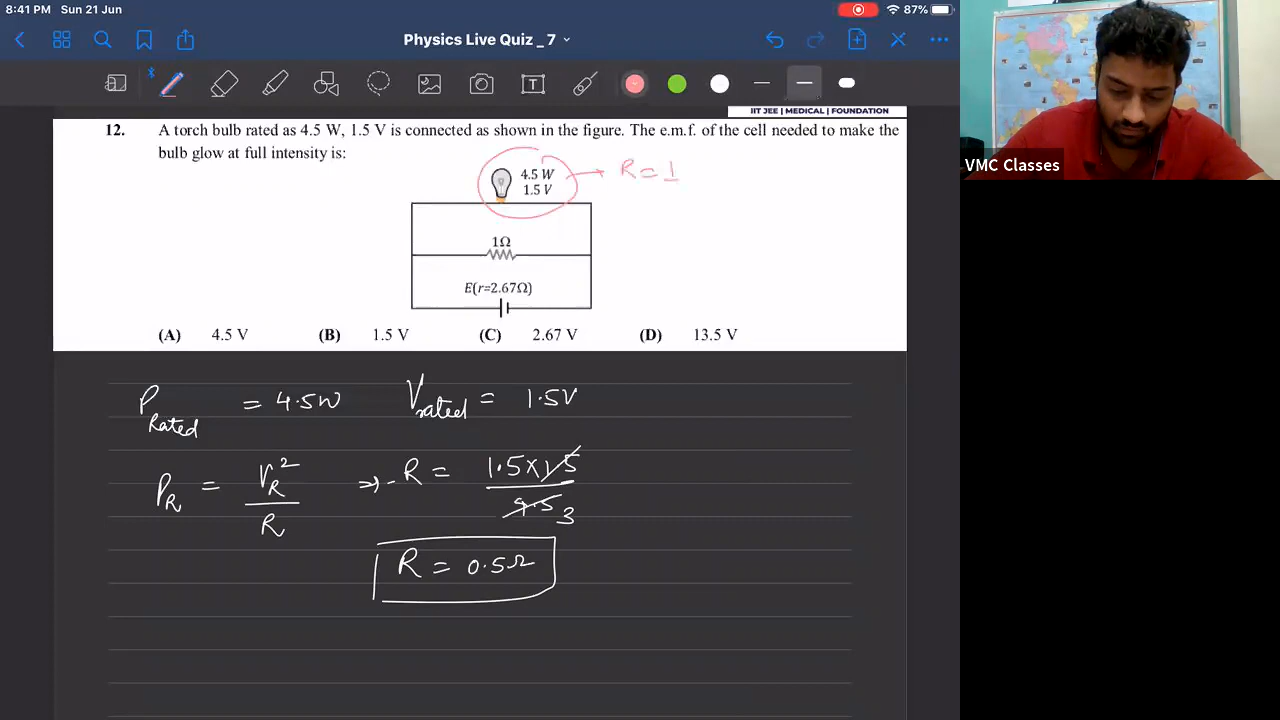 8:41 PM Sun 21 Jun
87%
Physics Live Quiz _ 7
T
IIT JEE | MEDICAL | FOUNDATION
12. A torch bulb rated as 4.5 W, 1.5 V is connected as shown in the figure. The e.m.f. of the cell needed to make the
bulb glow at full intensity is:
4.5 W
1.5 V
R = 1
1Ω
E(r=2.67Ω)
(A) 4.5 V (B) 1.5 V (C) 2.67 V (D) 13.5 V
P Rated = 4.5W V rated = 1.5V
P_R = V_R^2 / R ⇒ R = 1.5×1.5 / 4.5 3
R = 0.5Ω
VMC Classes